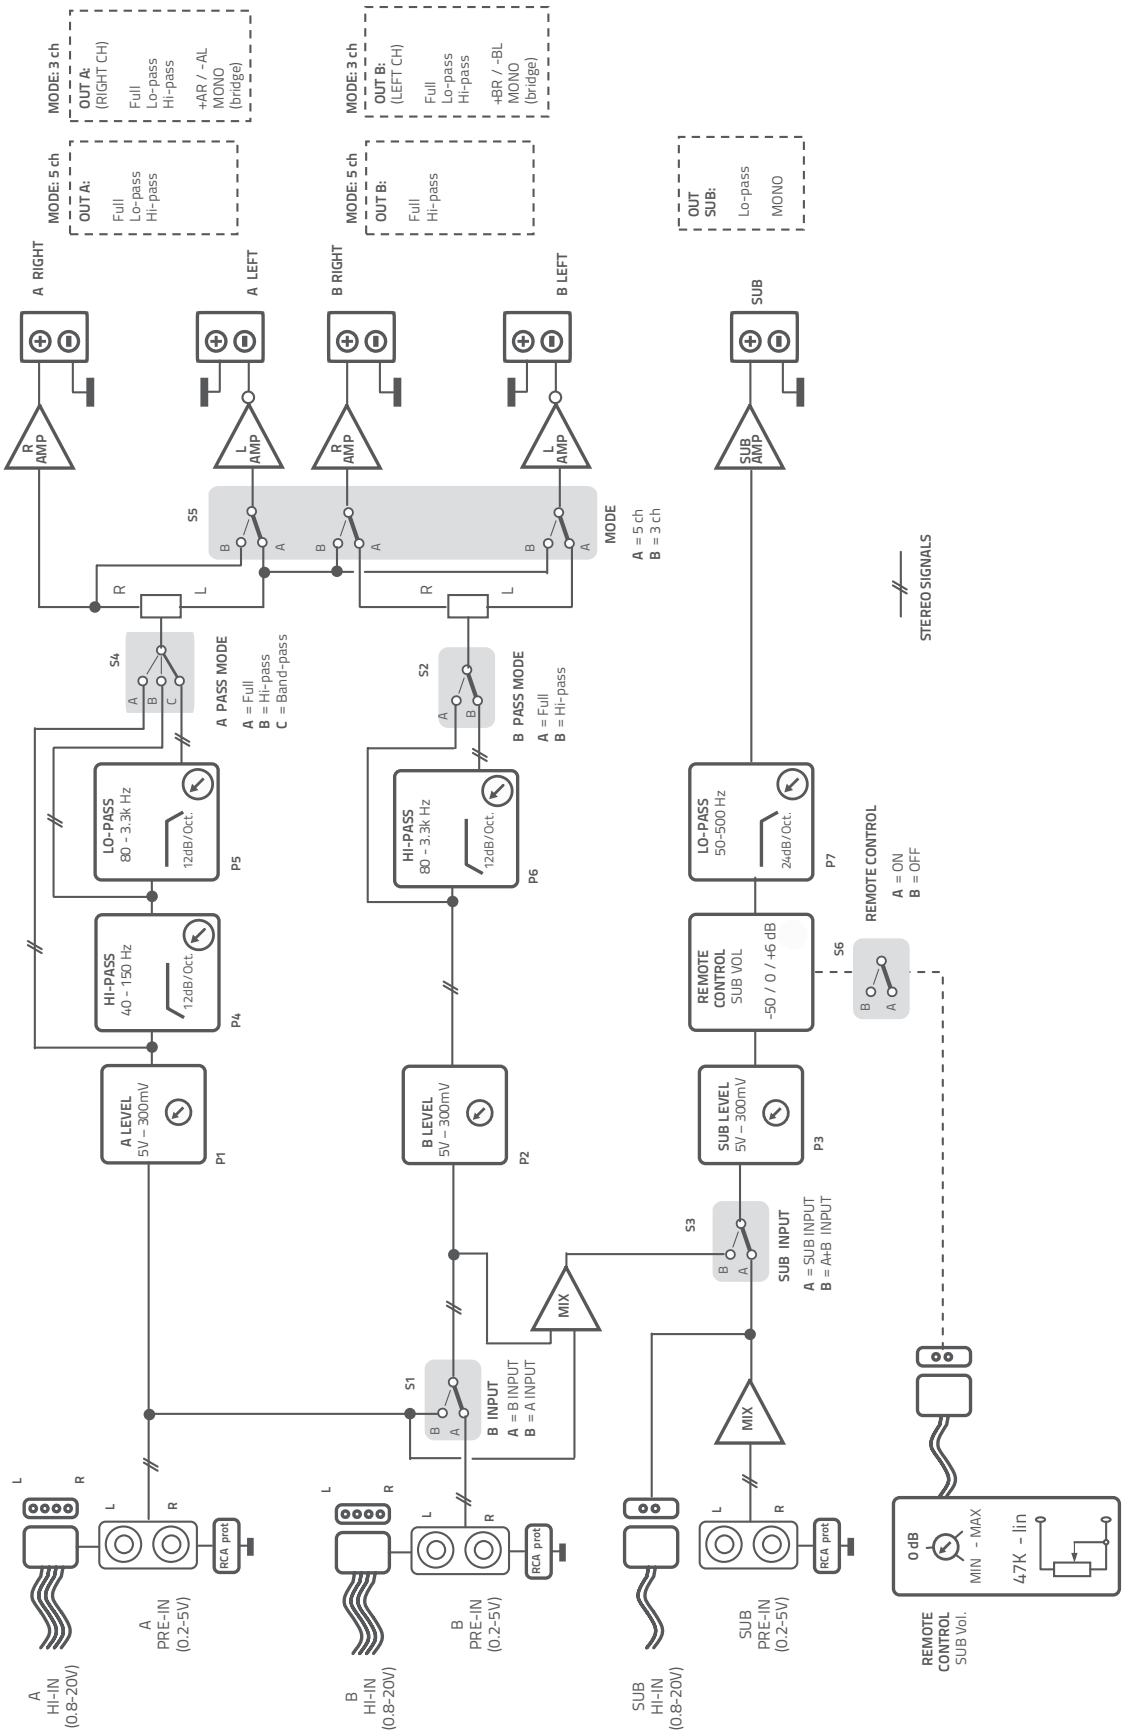 A
HI-IN
(0.8-20V)
L
R
A
PRE-IN
(0.2-5V)
L
R
RCA prot
A LEVEL
5V – 300mV
P1
HI-PASS
40 - 150 Hz
12dB/Oct.
P4
LO-PASS
80 - 3.3k Hz
12dB/Oct.
P5
S4
A
B
C
A PASS MODE
A = Full
B = Hi-pass
C = Band-pass
R
L
R
AMP
A RIGHT
L
AMP
A LEFT
MODE: 5 ch
OUT A:
Full
Lo-pass
Hi-pass
MODE: 3 ch
OUT A:
(RIGHT CH)
Full
Lo-pass
Hi-pass
+AR / -AL
MONO
(bridge)
B
HI-IN
(0.8-20V)
L
R
B
PRE-IN
(0.2-5V)
L
R
RCA prot
S1
B
A
B INPUT
A = B INPUT
B = A INPUT
B LEVEL
5V – 300mV
P2
HI-PASS
80 - 3.3k Hz
12dB/Oct.
P6
S2
A
B
B PASS MODE
A = Full
B = Hi-pass
R
L
S5
B
A
B
A
B
A
MODE
A = 5 ch
B = 3 ch
R
AMP
B RIGHT
L
AMP
B LEFT
MODE: 5 ch
OUT B:
Full
Hi-pass
MODE: 3 ch
OUT B:
(LEFT CH)
Full
Lo-pass
Hi-pass
+BR / -BL
MONO
(bridge)
MIX
SUB
HI-IN
(0.8-20V)
SUB
PRE-IN
(0.2-5V)
L
R
RCA prot
MIX
S3
B
A
SUB INPUT
A = SUB INPUT
B = A+B INPUT
SUB LEVEL
5V – 300mV
P3
REMOTE
CONTROL
SUB VOL
-50 / 0 / +6 dB
LO-PASS
50-500 Hz
24dB/Oct.
P7
SUB
AMP
SUB
OUT
SUB:
Lo-pass
MONO
S6
B
A
REMOTE CONTROL
A = ON
B = OFF
STEREO SIGNALS
REMOTE
CONTROL
SUB Vol.
0 dB
MIN - MAX
47K - lin